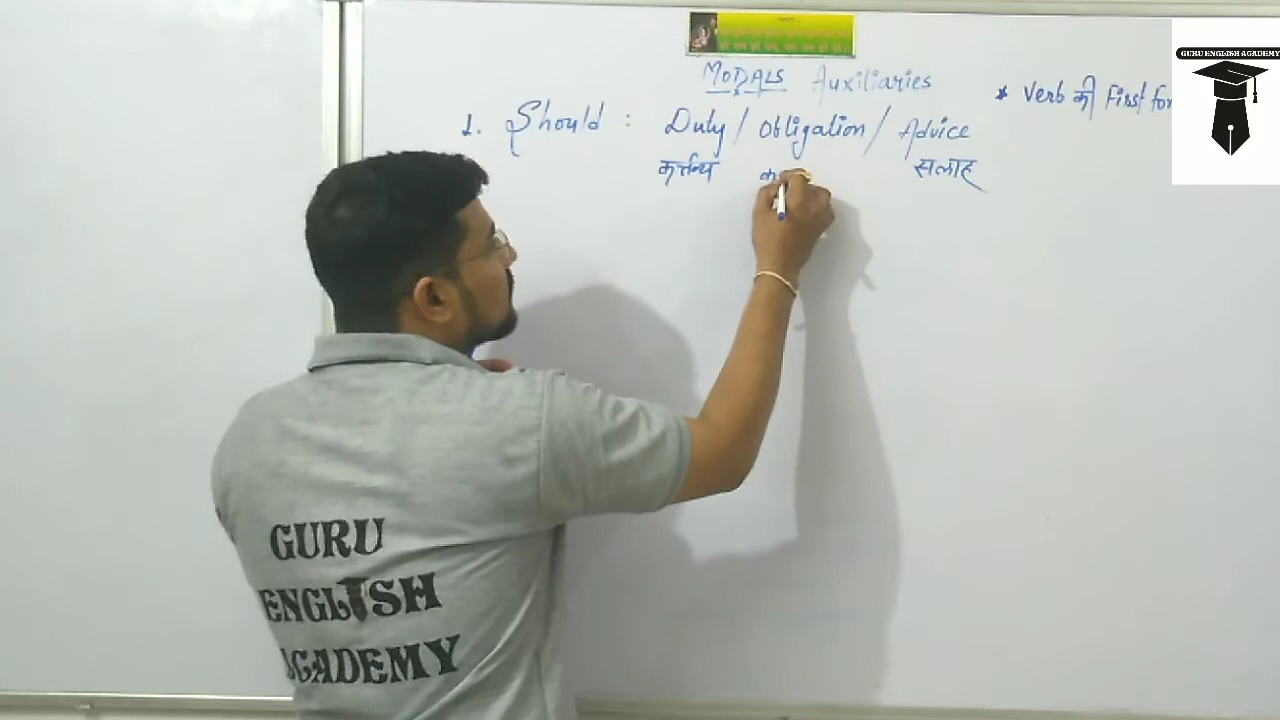 MODALS Auxiliaries
* Verb की First for
1. Should : Duty / Obligation / Advice
कर्त्तव्य सलाह
GURU ENGLISH ACADEMY
GURU
ENGLISH
ACADEMY